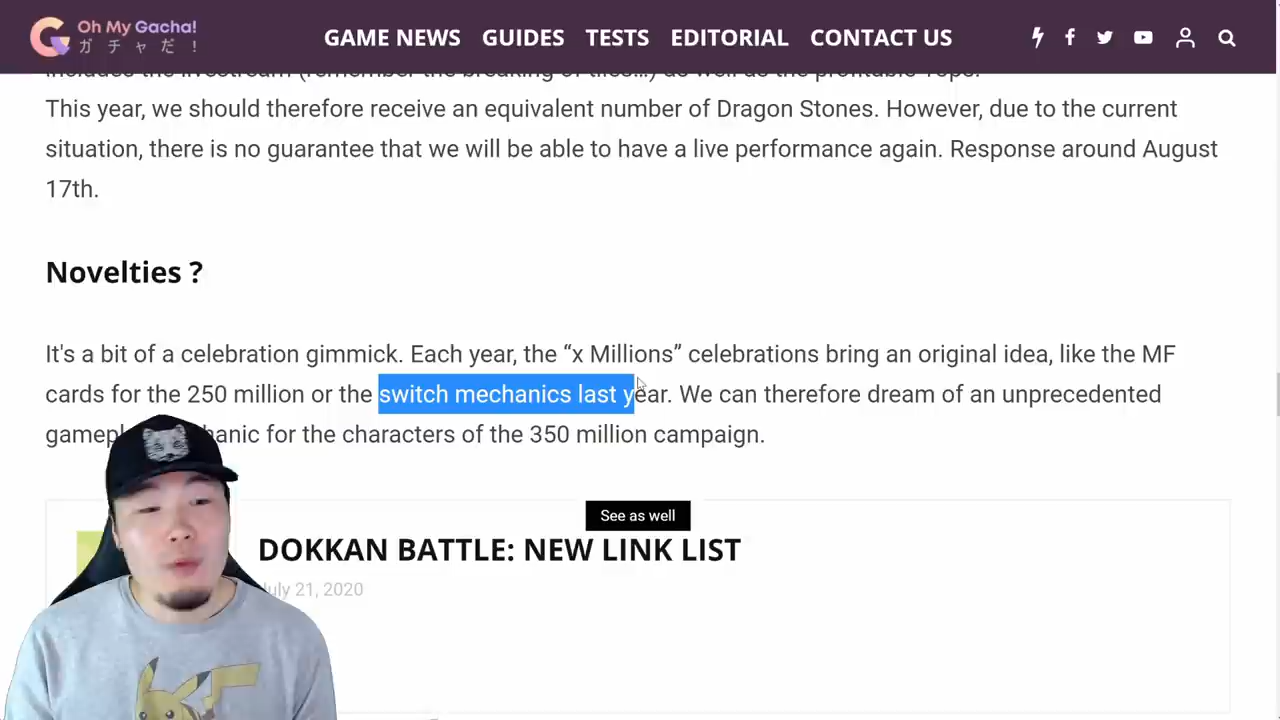 Oh My Gacha!
ガチャだ!
GAME NEWS GUIDES TESTS EDITORIAL CONTACT US
includes the livestream (remember the breaking of tiles…) as well as the profitable Tops.
This year, we should therefore receive an equivalent number of Dragon Stones. However, due to the current
situation, there is no guarantee that we will be able to have a live performance again. Response around August
17th.
Novelties ?
It's a bit of a celebration gimmick. Each year, the “x Millions” celebrations bring an original idea, like the MF
cards for the 250 million or the switch mechanics last year. We can therefore dream of an unprecedented
for the characters of the 350 million campaign.
See as well
DOKKAN BATTLE: NEW LINK LIST
July 21, 2020